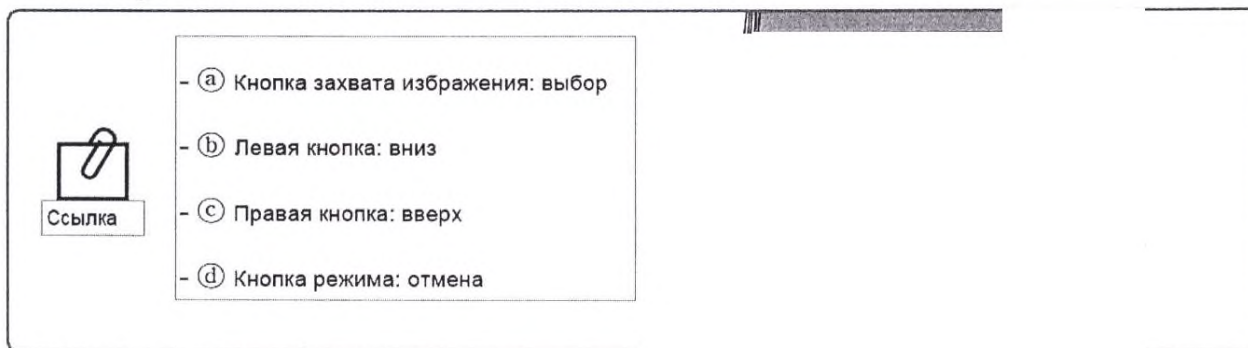 - ⓐ Кнопка захвата избражения: выбор
- ⓑ Левая кнопка: вниз
- ⓒ Правая кнопка: вверх
- ⓓ Кнопка режима: отмена
Ссылка